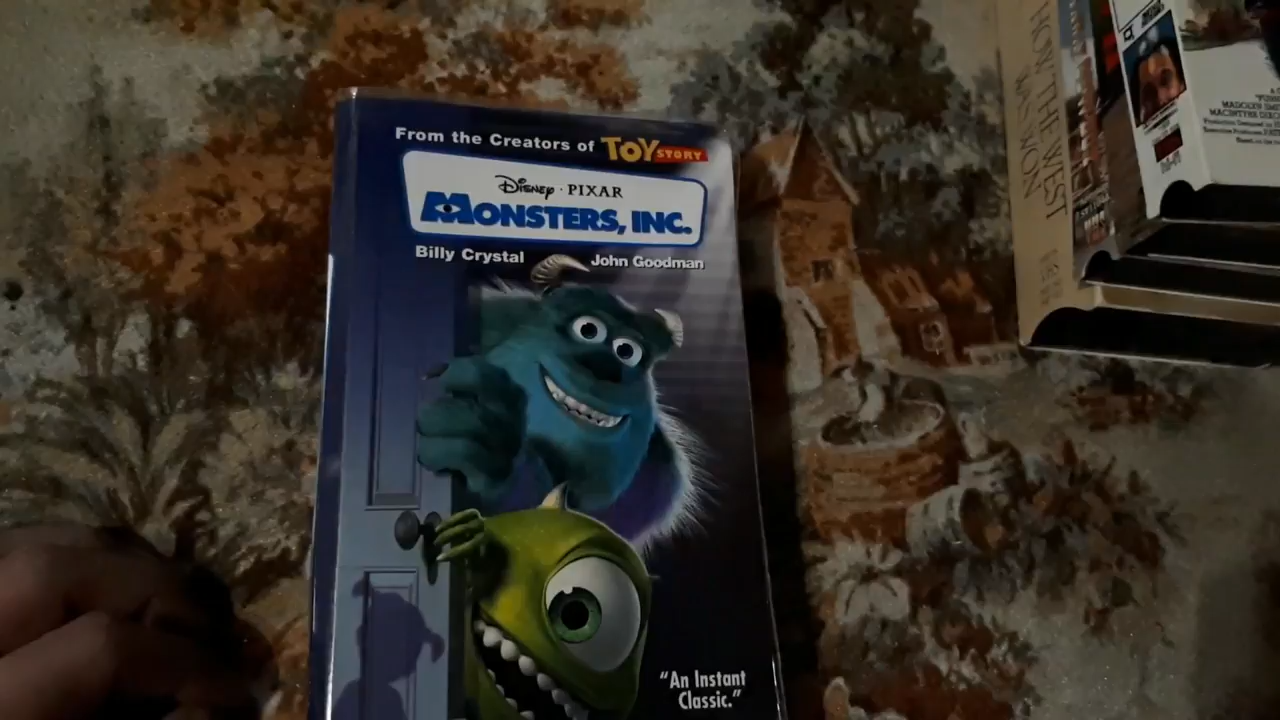 From the Creators of TOY STORY
Disney · PIXAR
MONSTERS, INC.
Billy Crystal John Goodman
"An Instant
Classic."
HOW THE WEST
WAS WON